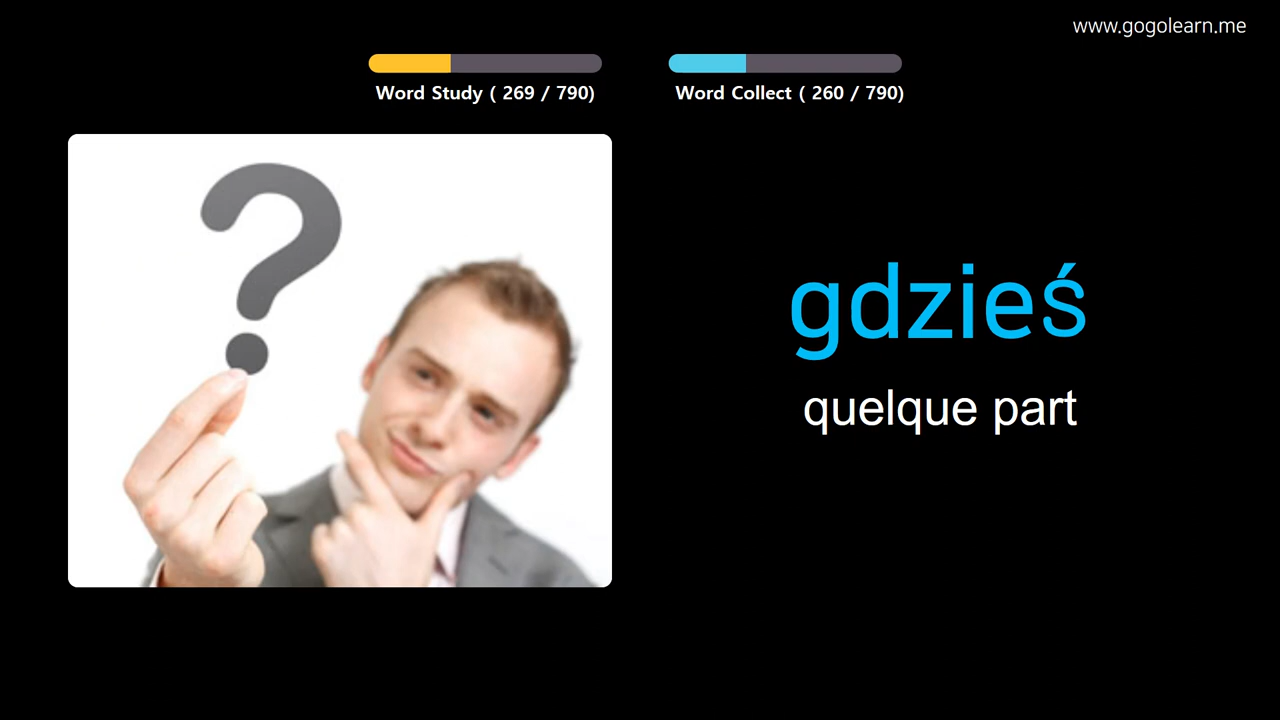 www.gogolearn.me
Word Study ( 269 / 790)
Word Collect ( 260 / 790)
?
gdzieś
quelque part